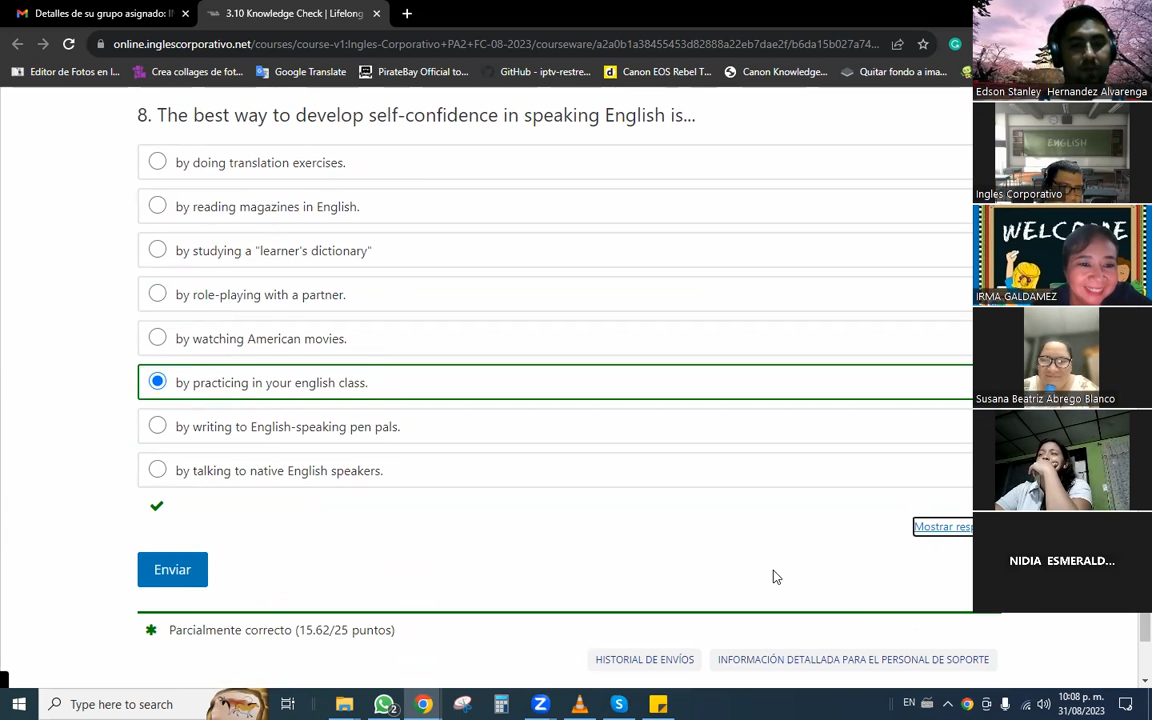 Detalles de su grupo asignado: I
3.10 Knowledge Check | Lifelong
online.inglescorporativo.net/courses/course-v1:Ingles-Corporativo+PA2+FC-08-2023/courseware/a2a0b1a38455453d82888a22eb7dae2f/b6da15b027a74...
Editor de Fotos en l...
Crea collages de fot...
Google Translate
PirateBay Official to...
GitHub - iptv-restre...
Canon EOS Rebel T...
Canon Knowledge...
Quitar fondo a ima...
8. The best way to develop self-confidence in speaking English is...
by doing translation exercises.
by reading magazines in English.
by studying a "learner's dictionary"
by role-playing with a partner.
by watching American movies.
by practicing in your english class.
by writing to English-speaking pen pals.
by talking to native English speakers.
Mostrar resp
Enviar
Parcialmente correcto (15.62/25 puntos)
HISTORIAL DE ENVÍOS
INFORMACIÓN DETALLADA PARA EL PERSONAL DE SOPORTE
Edson Stanley Hernandez Alvarenga
ENGLISH
Ingles Corporativo
WELCOME
IRMA GALDAMEZ
Susana Beatriz Abrego Blanco
NIDIA ESMERALD...
Type here to search
2
EN
10:08 p. m.
31/08/2023